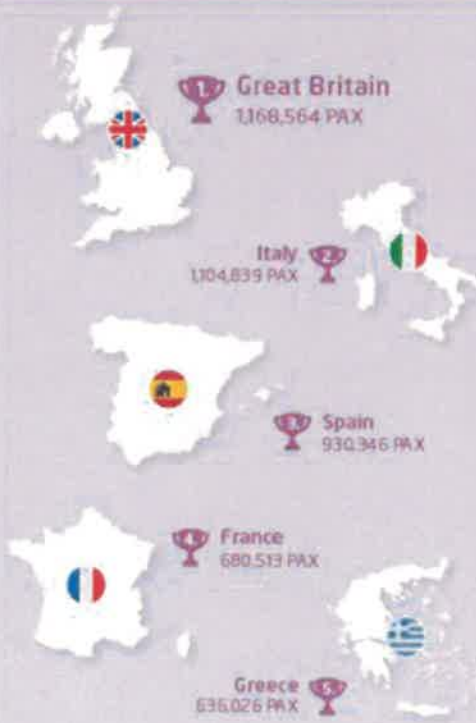 1.
Great Britain
1,168,564 PAX
Italy
2.
1,104,839 PAX
3.
Spain
930,346 PAX
4.
France
680,513 PAX
Greece
5.
636,026 PAX